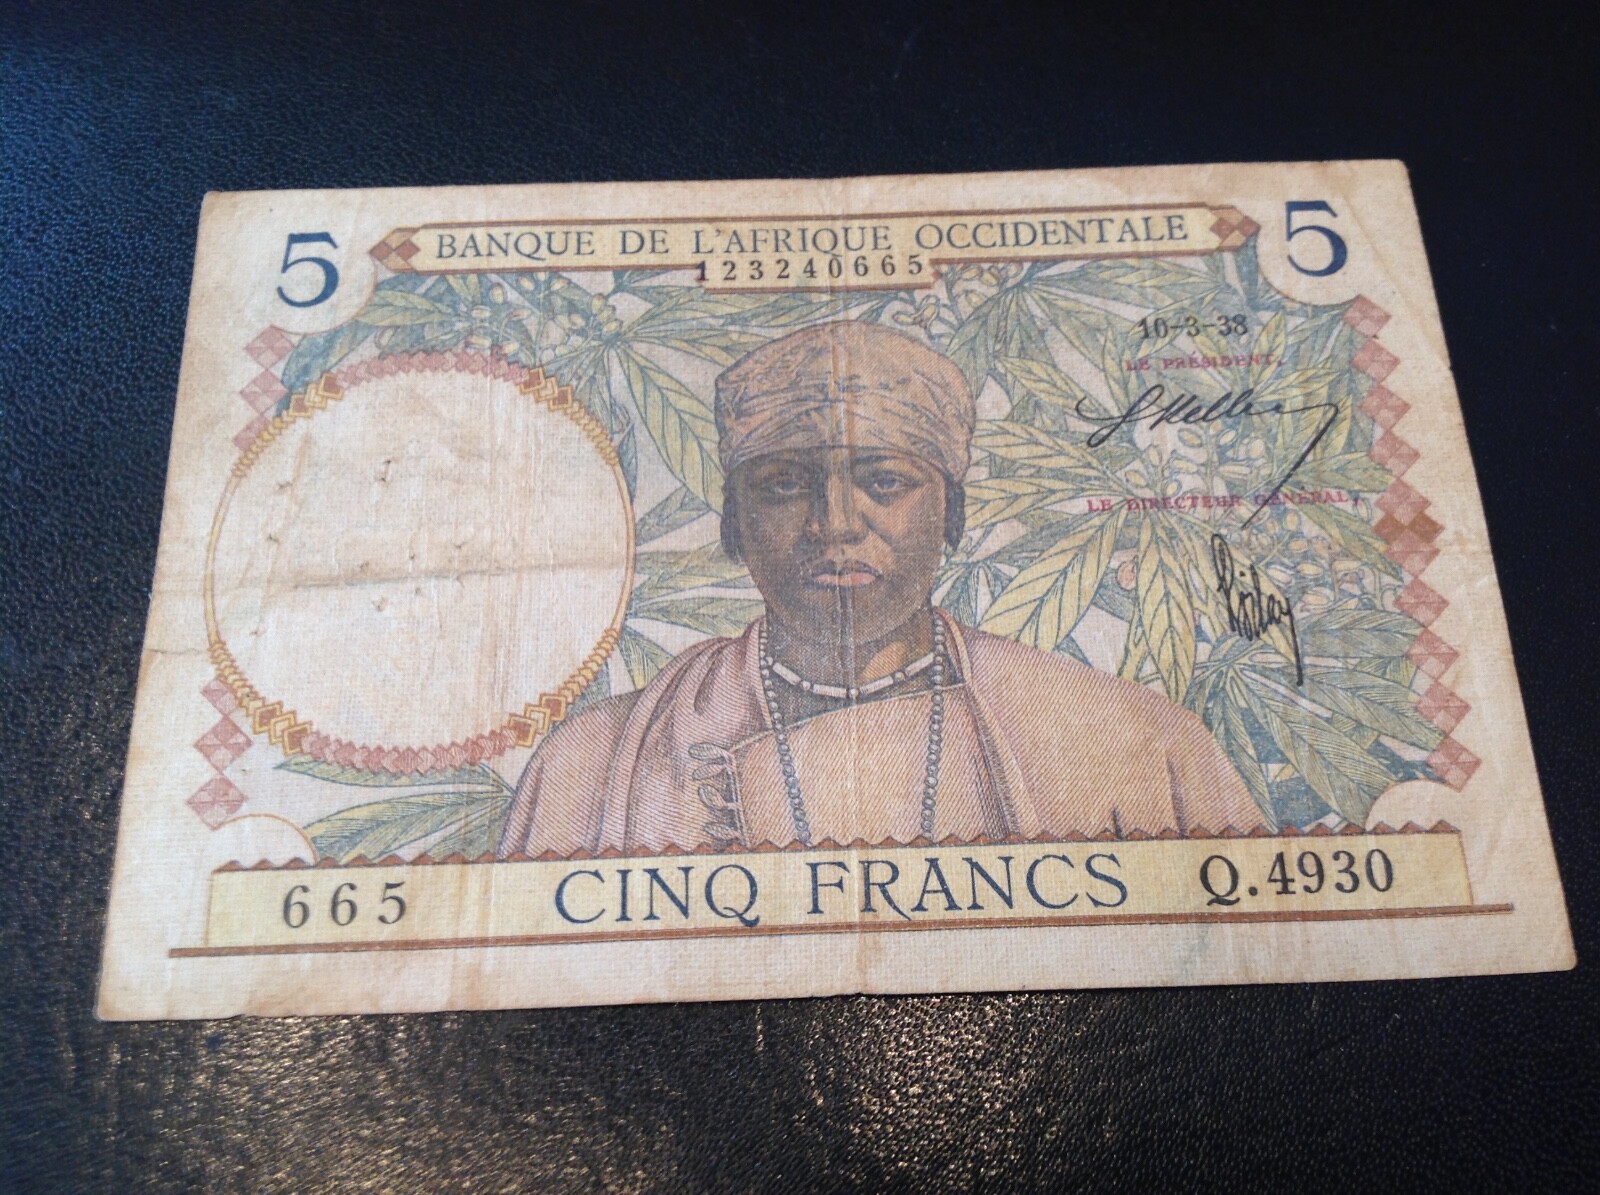 5 BANQUE DE L'AFRIQUE OCCIDENTALE 5
123240665
10-3-38
LE PRÉSIDENT,
LE DIRECTEUR GÉNÉRAL,
665 CINQ FRANCS Q.4930